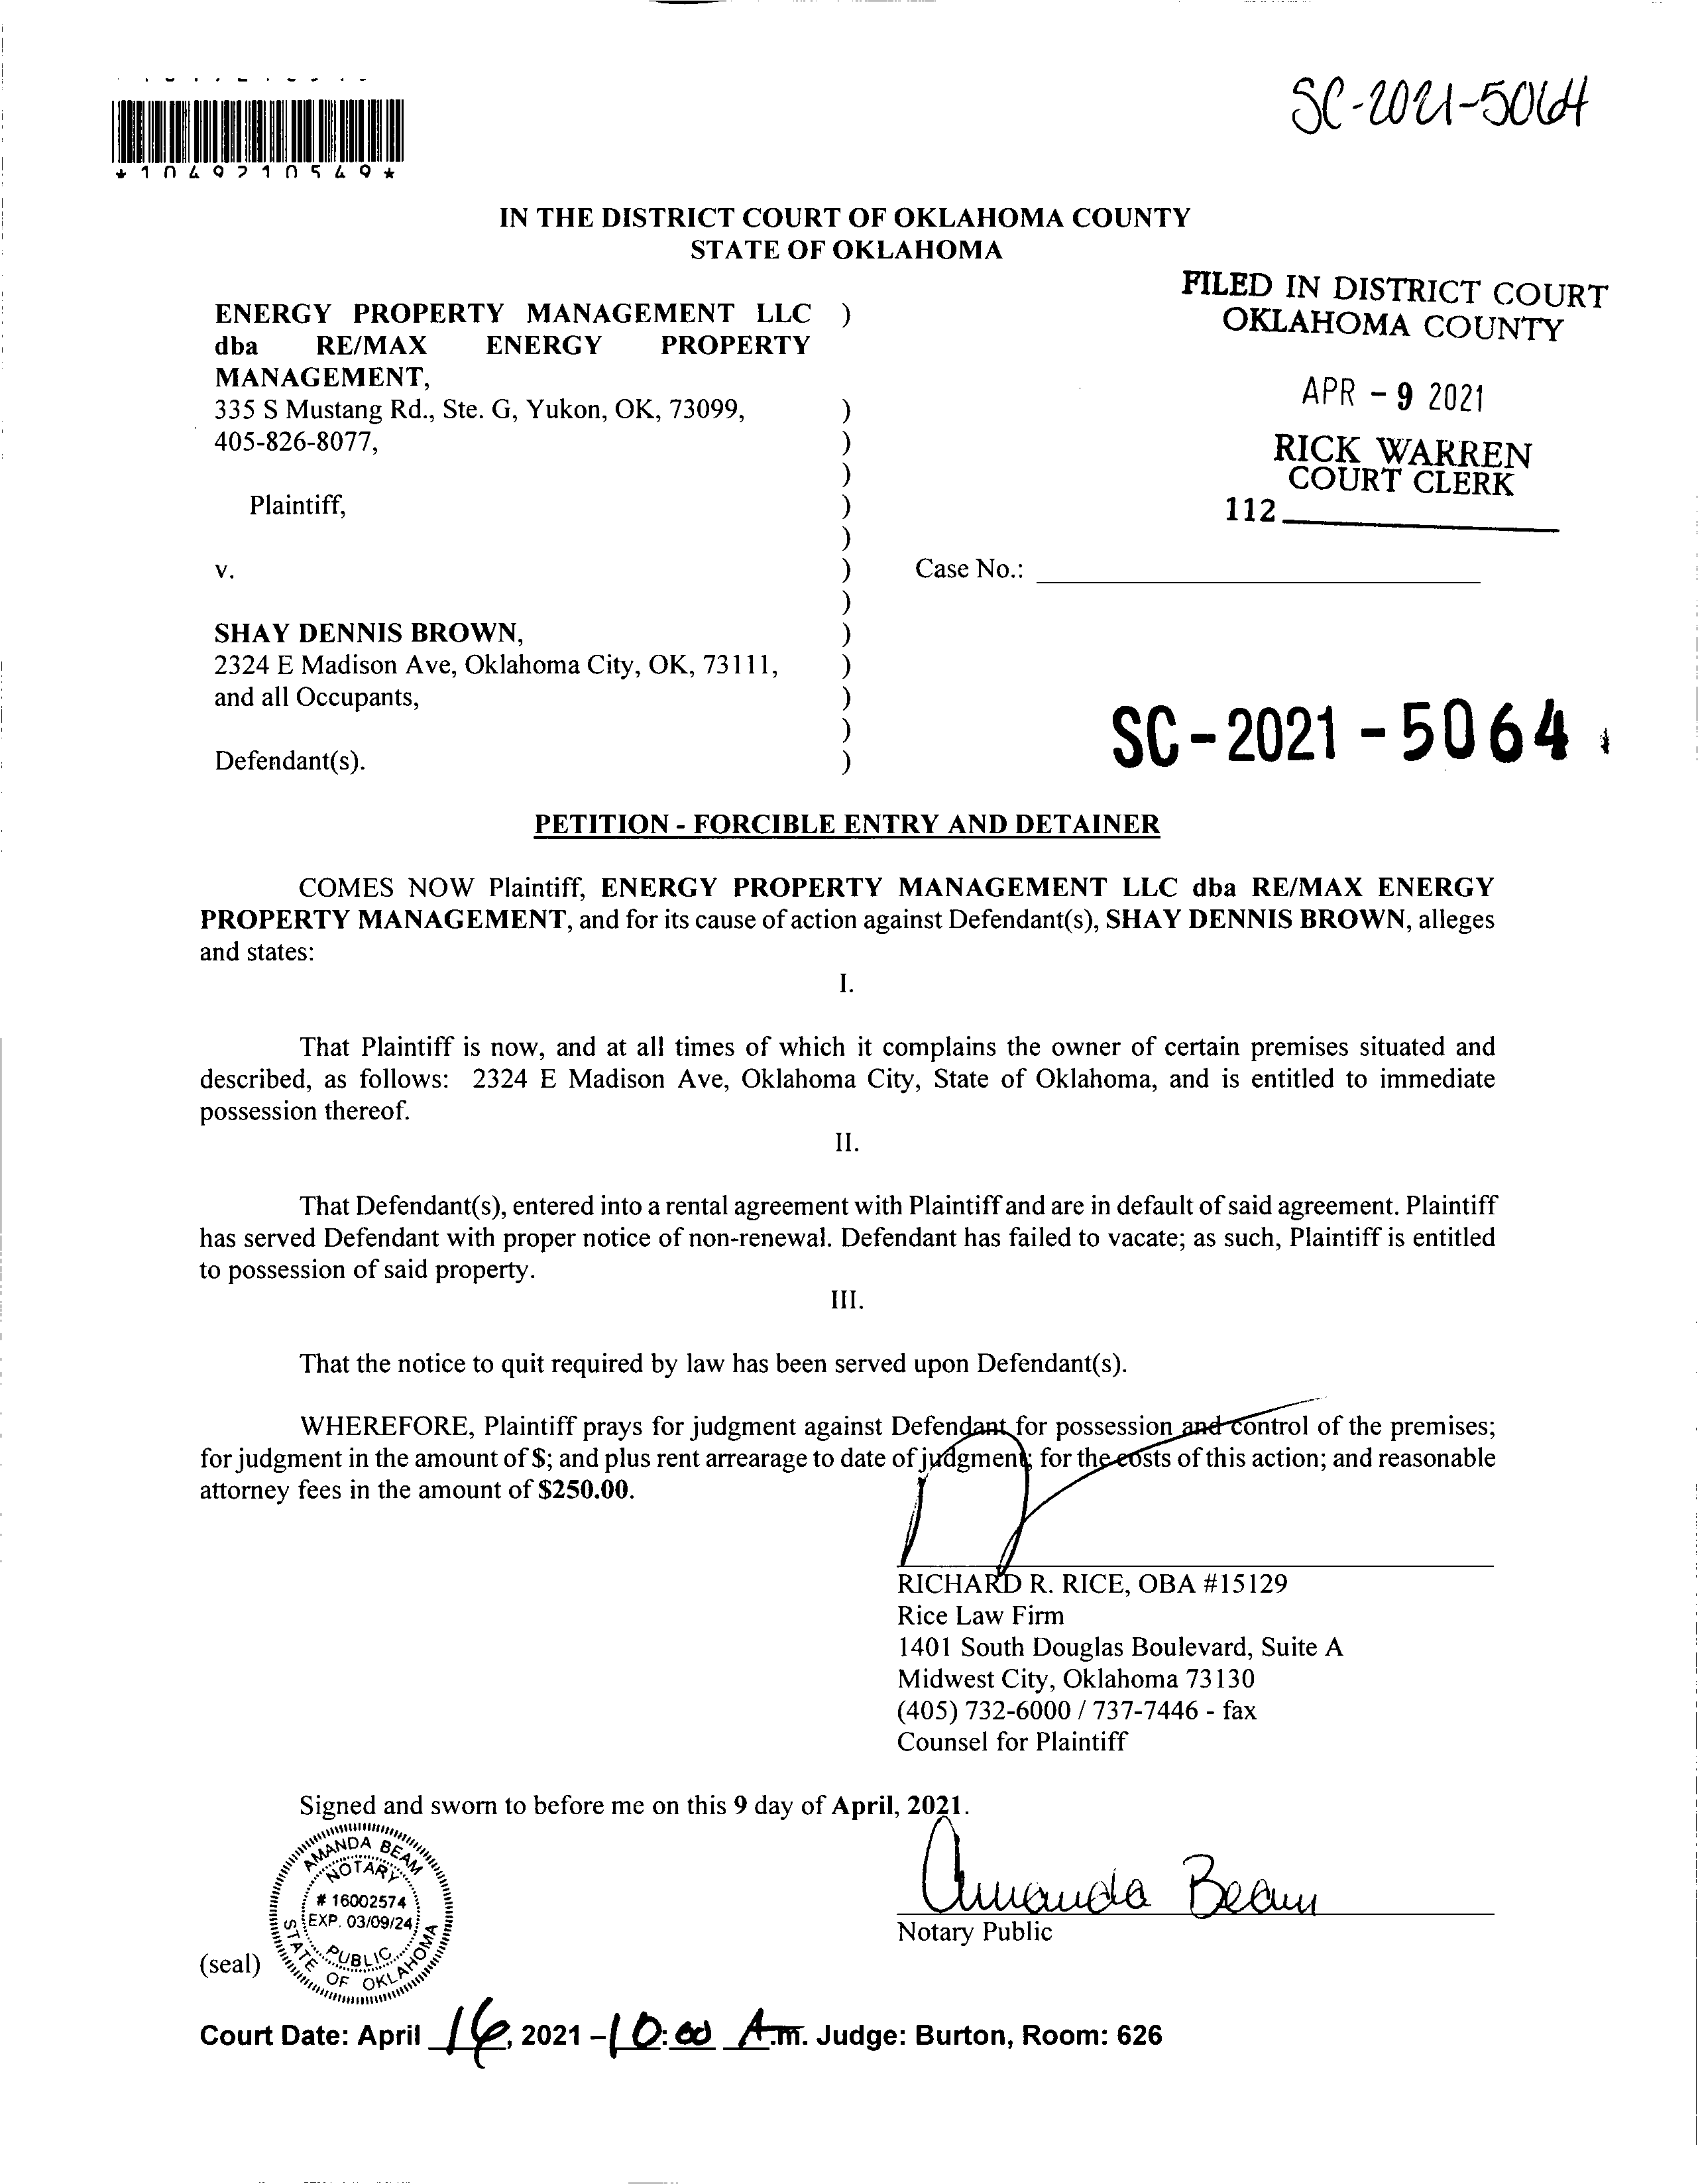 SC-2021-5064
*1049210549*
IN THE DISTRICT COURT OF OKLAHOMA COUNTY
STATE OF OKLAHOMA
FILED IN DISTRICT COURT
OKLAHOMA COUNTY
APR - 9 2021
RICK WARREN
COURT CLERK
112
ENERGY PROPERTY MANAGEMENT LLC )
dba RE/MAX ENERGY PROPERTY
MANAGEMENT,
335 S Mustang Rd., Ste. G, Yukon, OK, 73099, )
405-826-8077, )
)
Plaintiff, )
)
v. ) Case No.:
)
SHAY DENNIS BROWN, )
2324 E Madison Ave, Oklahoma City, OK, 73111, )
and all Occupants, )
)
Defendant(s). )
SC-2021-5064
PETITION - FORCIBLE ENTRY AND DETAINER
COMES NOW Plaintiff, ENERGY PROPERTY MANAGEMENT LLC dba RE/MAX ENERGY
PROPERTY MANAGEMENT, and for its cause of action against Defendant(s), SHAY DENNIS BROWN, alleges
and states:
I.
That Plaintiff is now, and at all times of which it complains the owner of certain premises situated and
described, as follows: 2324 E Madison Ave, Oklahoma City, State of Oklahoma, and is entitled to immediate
possession thereof.
II.
That Defendant(s), entered into a rental agreement with Plaintiff and are in default of said agreement. Plaintiff
has served Defendant with proper notice of non-renewal. Defendant has failed to vacate; as such, Plaintiff is entitled
to possession of said property.
III.
That the notice to quit required by law has been served upon Defendant(s).
WHEREFORE, Plaintiff prays for judgment against Defendant for possession and control of the premises;
for judgment in the amount of $; and plus rent arrearage to date of judgment; for the costs of this action; and reasonable
attorney fees in the amount of $250.00.
RICHARD R. RICE, OBA #15129
Rice Law Firm
1401 South Douglas Boulevard, Suite A
Midwest City, Oklahoma 73130
(405) 732-6000 / 737-7446 - fax
Counsel for Plaintiff
Signed and sworn to before me on this 9 day of April, 2021.
Amanda Beam
Notary Public
AMANDA BEAM
NOTARY
# 16002574
EXP. 03/09/24
PUBLIC
STATE OF OKLAHOMA
(seal)
Court Date: April 16, 2021 - 10:00 A.m. Judge: Burton, Room: 626